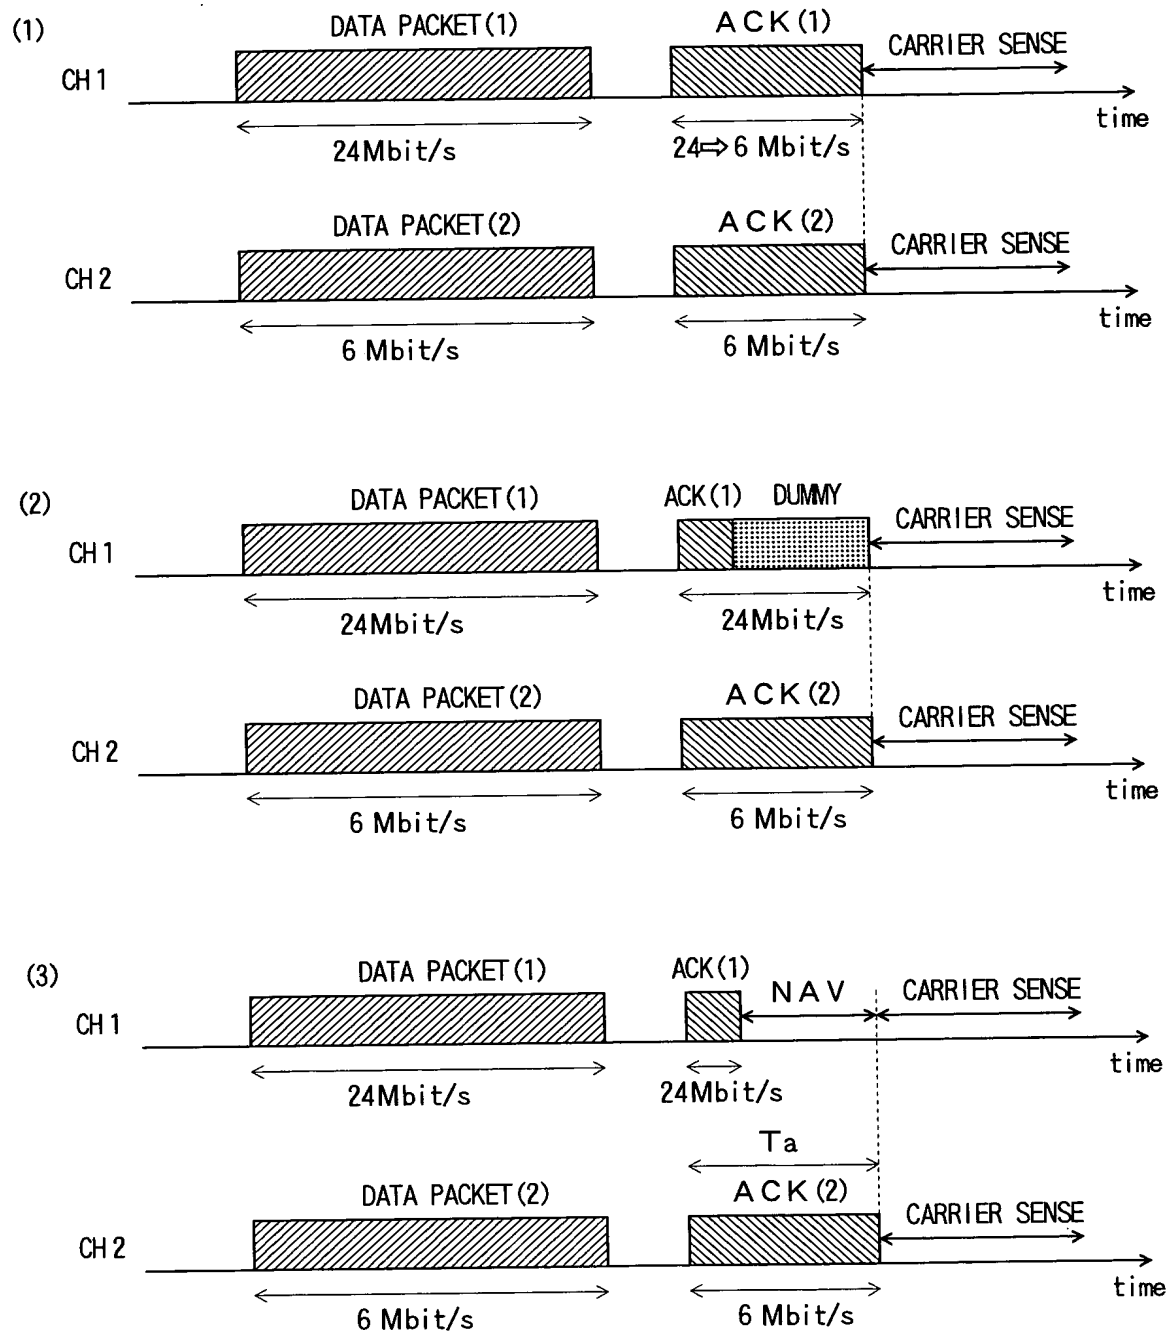 (1)
DATA PACKET(1)
ACK(1)
CARRIER SENSE
CH1
time
24Mbit/s
24⇨6 Mbit/s
DATA PACKET(2)
ACK(2)
CARRIER SENSE
CH2
time
6 Mbit/s
6 Mbit/s
(2)
DATA PACKET(1)
ACK(1)
DUMMY
CARRIER SENSE
CH1
time
24Mbit/s
24Mbit/s
DATA PACKET(2)
ACK(2)
CARRIER SENSE
CH2
time
6 Mbit/s
6 Mbit/s
(3)
DATA PACKET(1)
ACK(1)
NAV
CARRIER SENSE
CH1
time
24Mbit/s
24Mbit/s
Ta
DATA PACKET(2)
ACK(2)
CARRIER SENSE
CH2
time
6 Mbit/s
6 Mbit/s